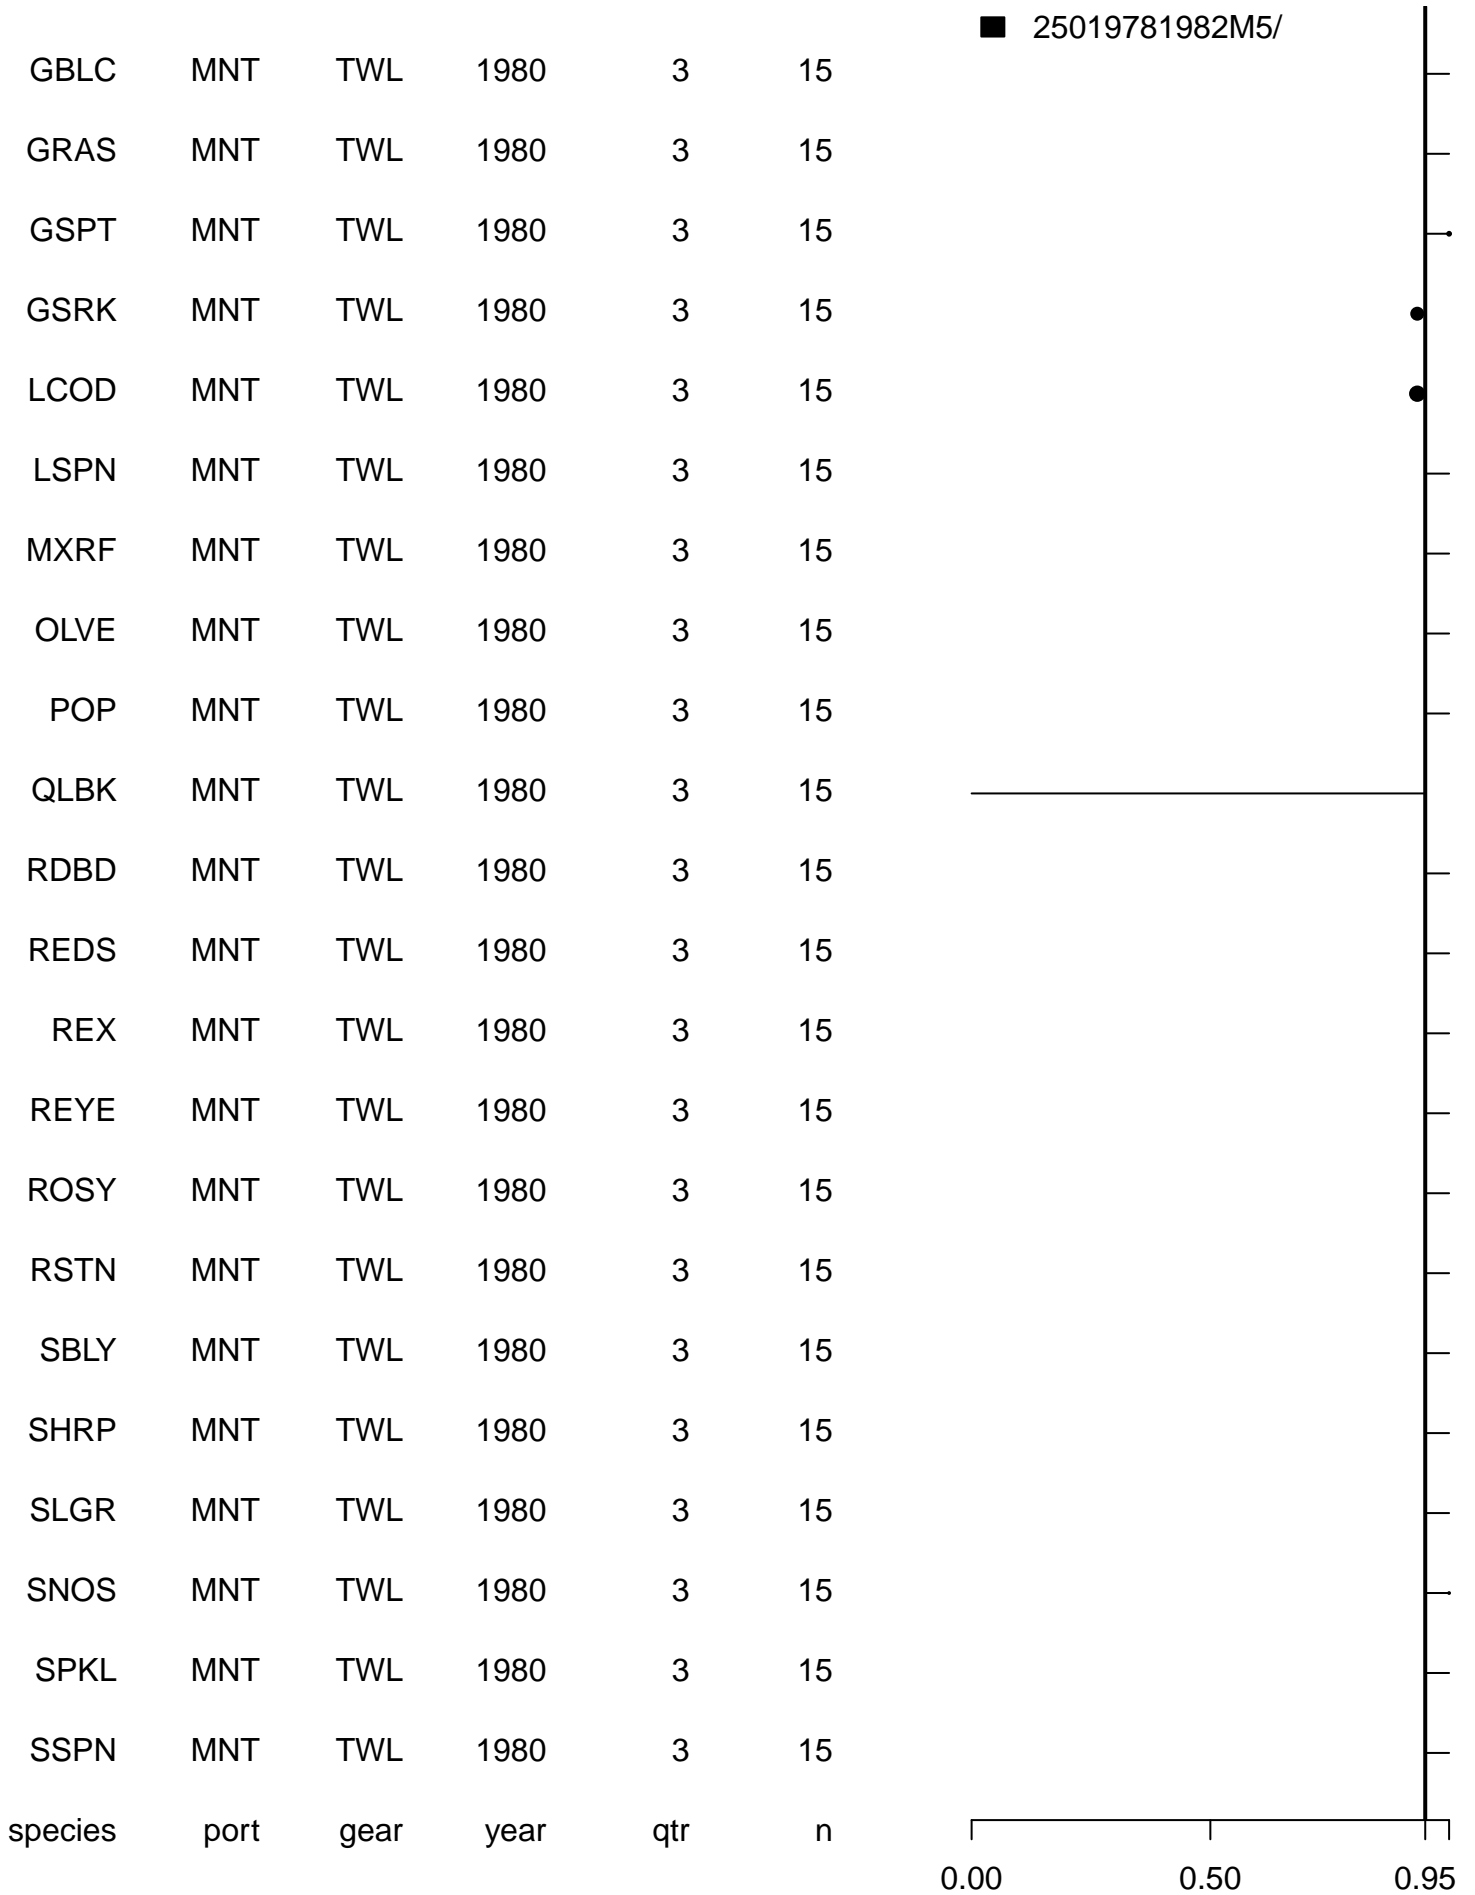 25019781982M5/
GBLC MNT TWL 1980 3 15
GRAS MNT TWL 1980 3 15
GSPT MNT TWL 1980 3 15
GSRK MNT TWL 1980 3 15
LCOD MNT TWL 1980 3 15
LSPN MNT TWL 1980 3 15
MXRF MNT TWL 1980 3 15
OLVE MNT TWL 1980 3 15
POP MNT TWL 1980 3 15
QLBK MNT TWL 1980 3 15
RDBD MNT TWL 1980 3 15
REDS MNT TWL 1980 3 15
REX MNT TWL 1980 3 15
REYE MNT TWL 1980 3 15
ROSY MNT TWL 1980 3 15
RSTN MNT TWL 1980 3 15
SBLY MNT TWL 1980 3 15
SHRP MNT TWL 1980 3 15
SLGR MNT TWL 1980 3 15
SNOS MNT TWL 1980 3 15
SPKL MNT TWL 1980 3 15
SSPN MNT TWL 1980 3 15
species port gear year qtr n
0.00 0.50 0.95